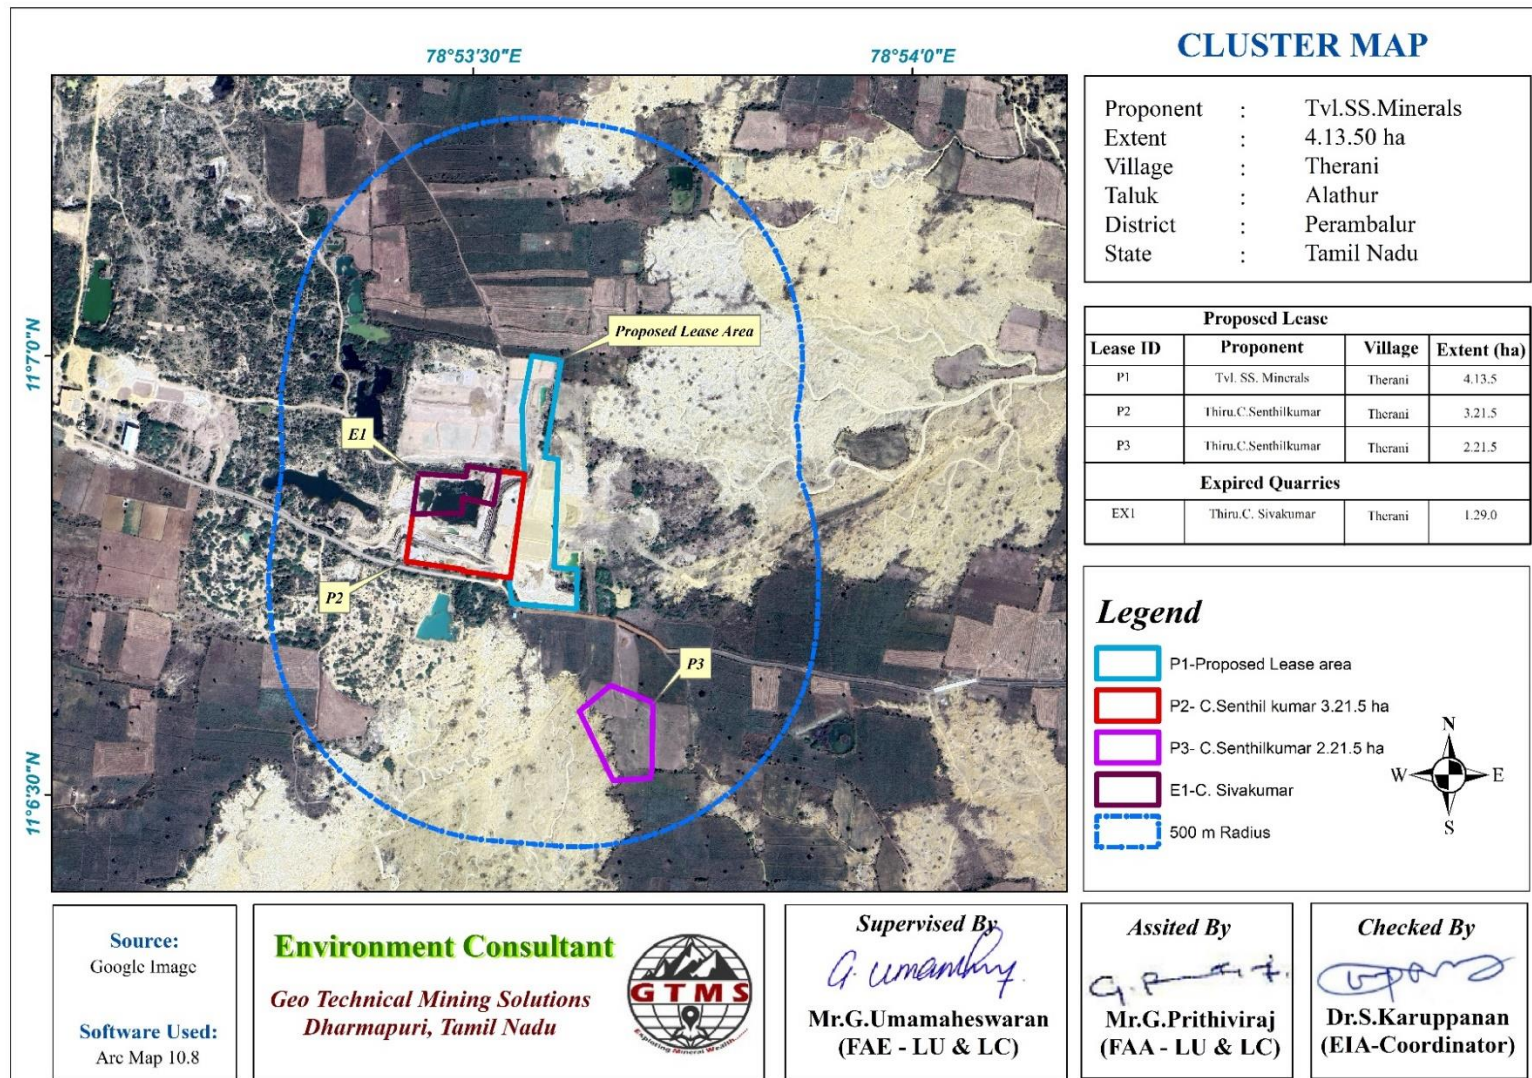 CLUSTER MAP
78°53'30"E
78°54'0"E
11°7'0"N
11°6'30"N
Proposed Lease Area
E1
P2
P3
Proponent : Tvl.SS.Minerals
Extent : 4.13.50 ha
Village : Therani
Taluk : Alathur
District : Perambalur
State : Tamil Nadu
Proposed Lease
Lease ID Proponent Village Extent (ha)
P1 Tvl. SS. Minerals Therani 4.13.5
P2 Thiru.C.Senthilkumar Therani 3.21.5
P3 Thiru.C.Senthilkumar Therani 2.21.5
Expired Quarries
EX1 Thiru.C. Sivakumar Therani 1.29.0
Legend
P1-Proposed Lease area
P2- C.Senthil kumar 3.21.5 ha
P3- C.Senthilkumar 2.21.5 ha
E1-C. Sivakumar
500 m Radius
N
W E
S
Source:
Google Image
Software Used:
Arc Map 10.8
Environment Consultant
Geo Technical Mining Solutions
Dharmapuri, Tamil Nadu
GTMS
Exploring Mineral Wealth......
Supervised By
Mr.G.Umamaheswaran
(FAE - LU & LC)
Assited By
Mr.G.Prithiviraj
(FAA - LU & LC)
Checked By
Dr.S.Karuppanan
(EIA-Coordinator)